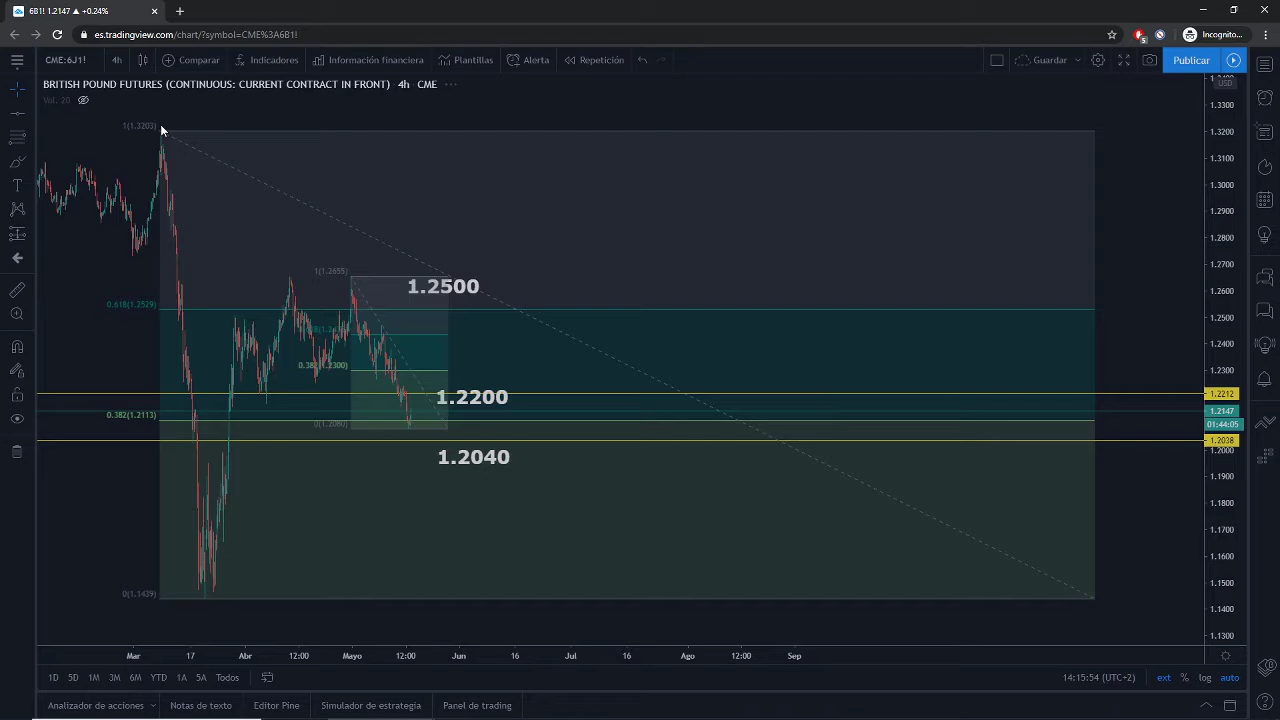 6B1! 1.2147 ▲ +0.24%
es.tradingview.com/chart/?symbol=CME%3A6B1!
5
Incognito...
CME:6J1!
4h
Comparar
Indicadores
Información financiera
Plantillas
Alerta
Repetición
Guardar
Publicar
BRITISH POUND FUTURES (CONTINUOUS: CURRENT CONTRACT IN FRONT) · 4h · CME
Vol. 20
USD
1(1.3203)
1(1.2655)
1.2500
0.618(1.2529)
0.382(1.2300)
1.2200
0.382(1.2113)
0(1.2080)
1.2040
0(1.1439)
1.3300
1.3200
1.3100
1.3000
1.2900
1.2800
1.2700
1.2600
1.2500
1.2400
1.2300
1.2212
1.2147
01:44:05
1.2038
1.2000
1.1900
1.1800
1.1700
1.1600
1.1500
1.1400
1.1300
Mar 17 Abr 12:00 Mayo 12:00 Jun 16 Jul 16 Ago 12:00 Sep
1D 5D 1M 3M 6M YTD 1A 5A Todos
14:15:54 (UTC+2)
ext % log auto
Analizador de acciones
Notas de texto
Editor Pine
Simulador de estrategia
Panel de trading